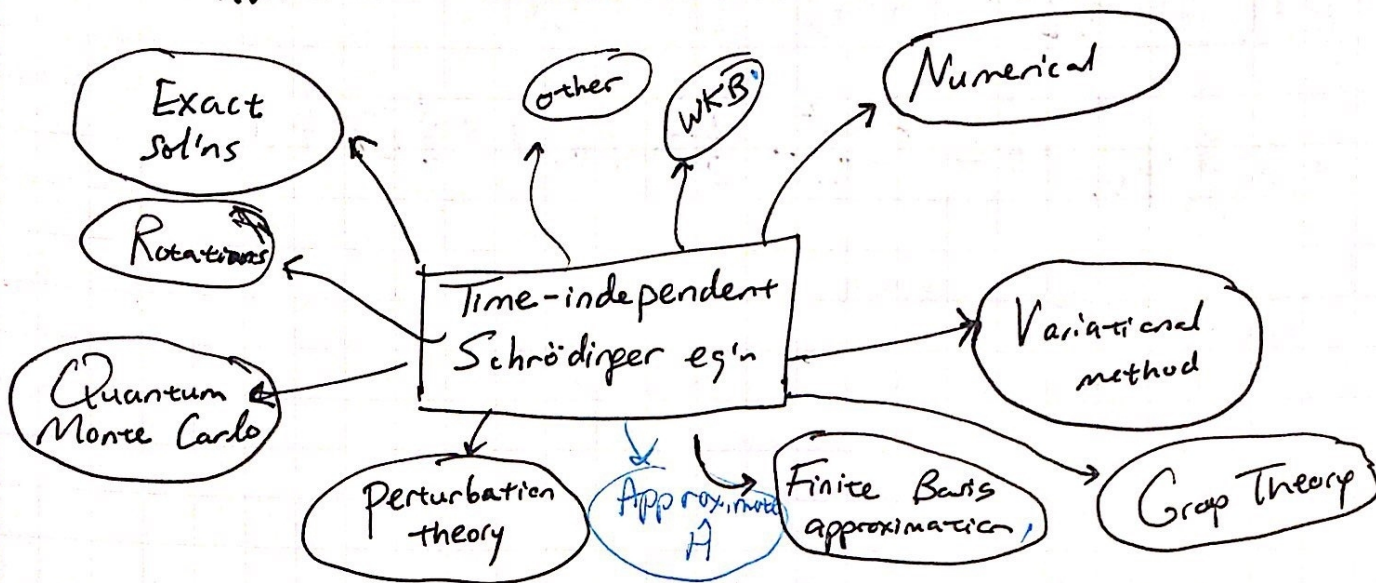 Exact
sol'ns
other
WKB
Numerical
Rotations
Time-independent
Schrödinger eq'n
Variational
method
Quantum
Monte Carlo
Perturbation
theory
Approximate
Ĥ
Finite Basis
approximation
Group Theory